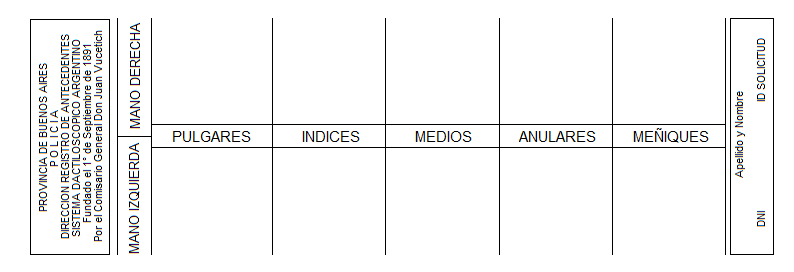 PROVINCIA DE BUENOS AIRES
P O L I C I A
DIRECCION REGISTRO DE ANTECEDENTES
SISTEMA DACTILOSCOPICO ARGENTINO
Fundado el 1° de Septiembre de 1891
Por el Comisario General Don Juan Vucetich
MANO DERECHA
MANO IZQUIERDA
PULGARES INDICES MEDIOS ANULARES MEÑIQUES
Apellido y Nombre
DNI ID SOLICITUD